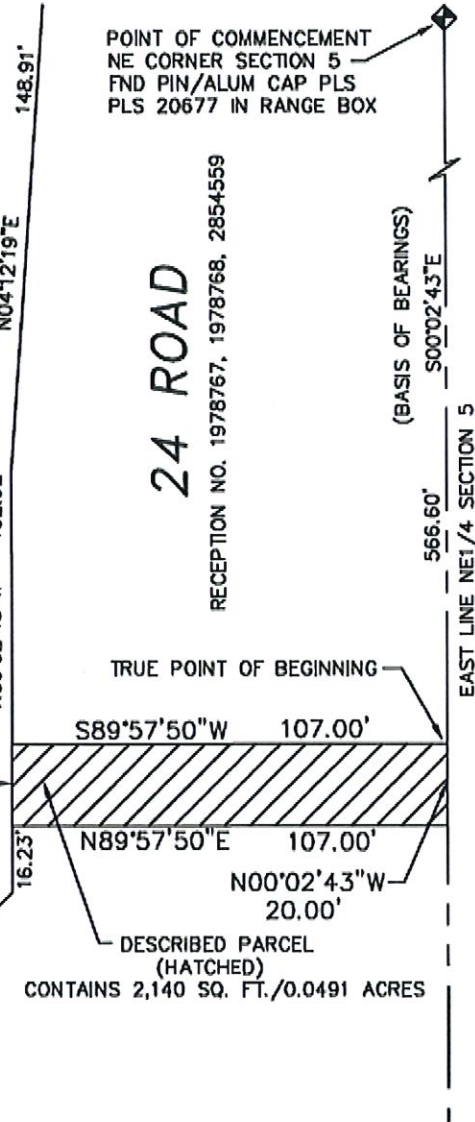 POINT OF COMMENCEMENT
NE CORNER SECTION 5
FND PIN/ALUM CAP PLS
PLS 20677 IN RANGE BOX
148.91'
N04°12'19"E
24 ROAD
RECEPTION NO. 1978767, 1978768, 2854559
(BASIS OF BEARINGS)
S00°02'43"E
566.60'
EAST LINE NE1/4 SECTION 5
TRUE POINT OF BEGINNING
S89°57'50"W 107.00'
N89°57'50"E 107.00'
16.23'
N00°02'43"W
20.00'
DESCRIBED PARCEL
(HATCHED)
CONTAINS 2,140 SQ. FT./0.0491 ACRES